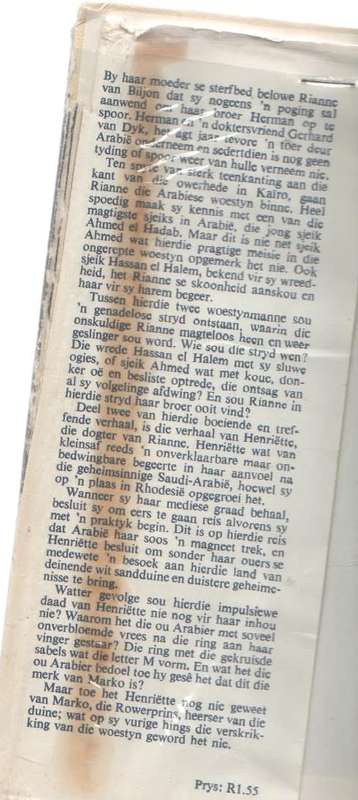 By haar moeder se sterfbed belowe Rianne
van Biljon dat sy nogeens 'n poging sal
aanwend om haar broer Herman op te
spoor. Herman en 'n doktersvriend Gerhard
van Dyk, het agt jaar tevore 'n toer deur
Arabië onderneem en sedertdien is nog geen
tyding of spoor weer van hulle verneem nie.
Ten spyte van sterk teenkanting aan die
kant van die owerhede in Kaïro, gaan
Rianne die Arabiese woestyn binne. Heel
spoedig maak sy kennis met een van die
magtigste sjeiks in Arabië, die jong sjeik
Ahmed el Hadab. Maar dit is nie net sjeik
Ahmed wat hierdie pragtige meisie in die
ongerepte woestyn opgemerk het nie. Ook
sjeik Hassan el Halem, bekend vir sy wreed-
heid, het Rianne se skoonheid aanskou en
haar vir sy harem begeer.
Tussen hierdie twee woestynmanne sou
'n genadelose stryd ontstaan, waarin die
onskuldige Rianne magteloos heen en weer
geslinger sou word. Wie sou die stryd wen?
Die wrede Hassan el Halem met sy sluwe
ogies, of sjeik Ahmed wat met koue, don-
ker oë en besliste optrede, die ontsag van
al sy volgelinge afdwing? En sou Rianne in
hierdie stryd haar broer ooit vind?
Deel twee van hierdie boeiende en tref-
fende verhaal, is die verhaal van Henriëtte,
die dogter van Rianne. Henriëtte wat van
kleinsaf reeds 'n onverklaarbare maar on-
bedwingbare begeerte in haar aanvoel na
die geheimsinnige Saudi-Arabië, hoewel sy
op 'n plaas in Rhodesië opgegroei het.
Wanneer sy haar mediese graad behaal,
besluit sy om eers te gaan reis alvorens sy
met 'n praktyk begin. Dit is op hierdie reis
dat Arabië haar soos 'n magneet trek, en
Henriëtte besluit om sonder haar ouers se
medewete 'n besoek aan hierdie land van
deinende wit sandduine en duistere geheime-
nisse te bring.
Watter gevolge sou hierdie impulsiewe
daad van Henriëtte nie nog vir haar inhou
nie? Waarom het die ou Arabier met soveel
onverbloemde vrees na die ring aan haar
vinger gestaar? Die ring met die gekruisde
sabels wat die letter M vorm. En wat het die
ou Arabier bedoel toe hy gesê het dat dit die
merk van Marko is?
Maar toe het Henriëtte nog nie geweet
van Marko, die Rowerprins, heerser van die
duine; wat op sy vurige hings die verskrik-
king van die woestyn geword het nie.
Prys: R1.55